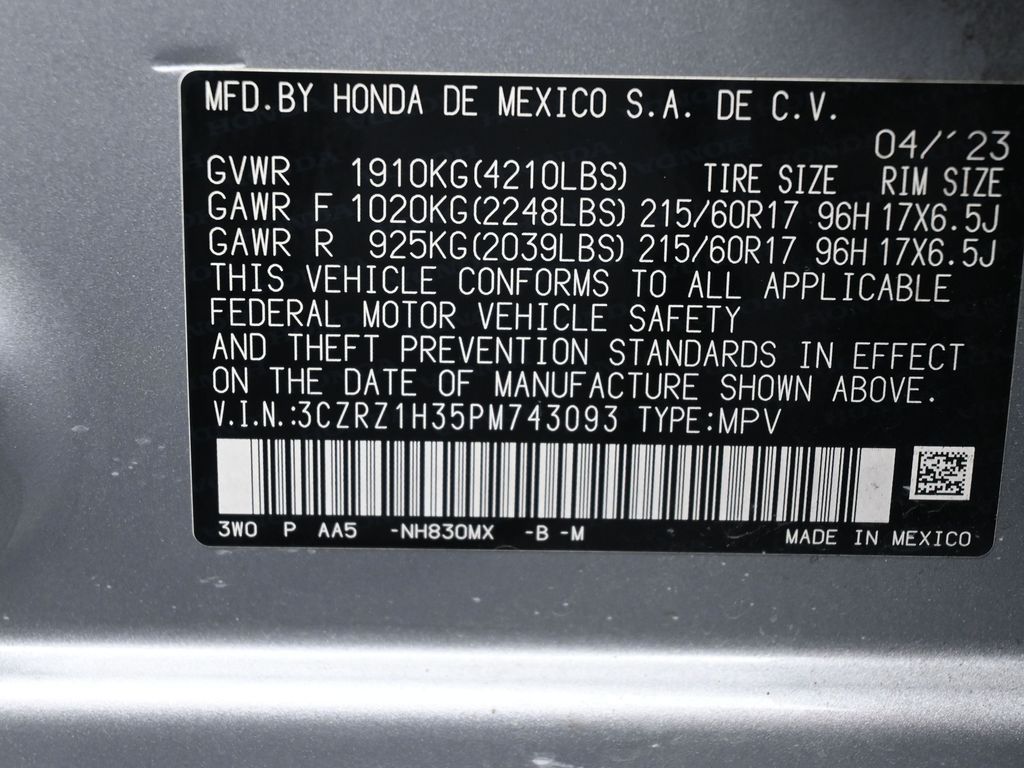 MFD.BY HONDA DE MEXICO S.A. DE C.V.
04/'23
GVWR 1910KG(4210LBS) TIRE SIZE RIM SIZE
GAWR F 1020KG(2248LBS) 215/60R17 96H 17X6.5J
GAWR R 925KG(2039LBS) 215/60R17 96H 17X6.5J
THIS VEHICLE CONFORMS TO ALL APPLICABLE
FEDERAL MOTOR VEHICLE SAFETY
AND THEFT PREVENTION STANDARDS IN EFFECT
ON THE DATE OF MANUFACTURE SHOWN ABOVE.
V.I.N.:3CZRZ1H35PM743093 TYPE:MPV
3W0 P AA5 -NH830MX -B -M MADE IN MEXICO